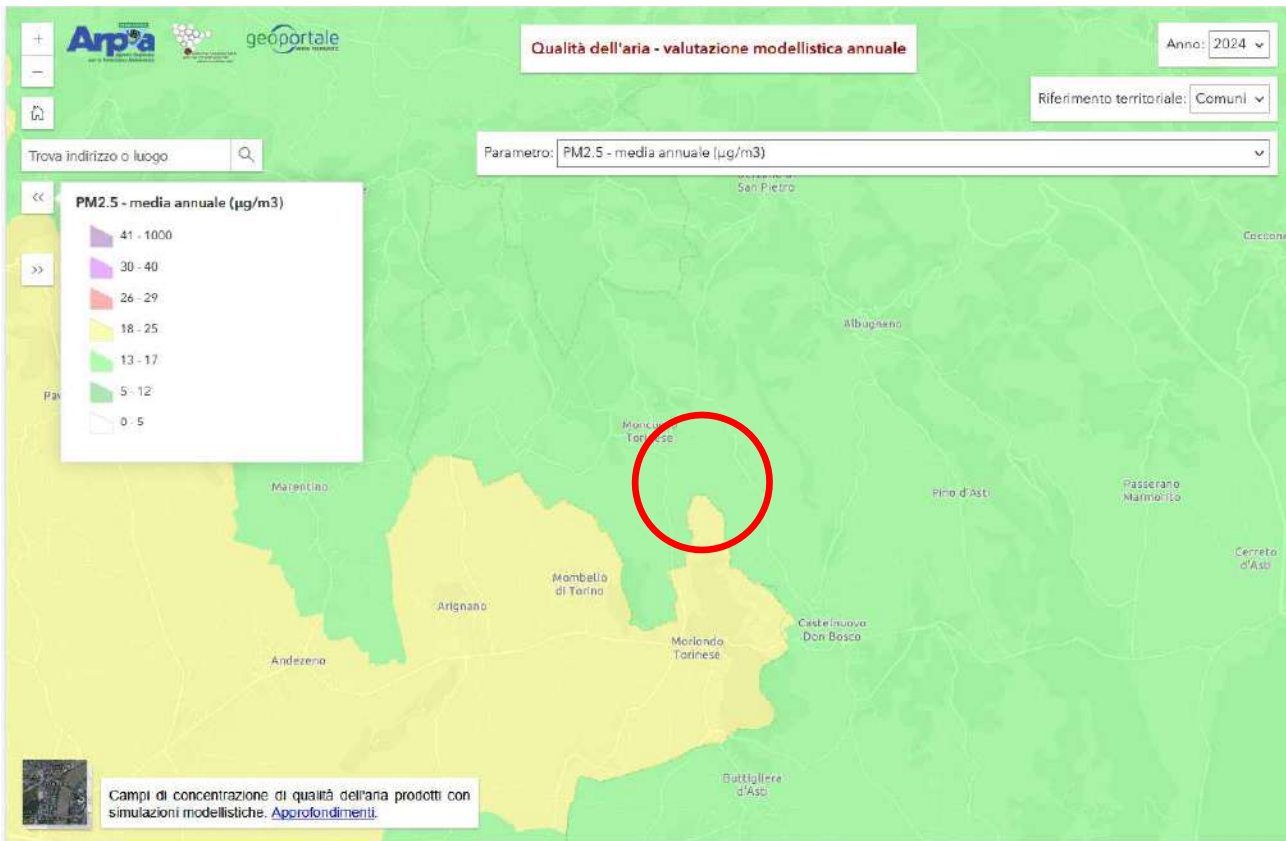 Arpa
geoportale
Qualità dell'aria - valutazione modellistica annuale
Anno: 2024
Riferimento territoriale: Comuni
Trova indirizzo o luogo
Parametro: PM2.5 - media annuale (µg/m3)
San Pietro
PM2.5 - media annuale (µg/m3)
41 - 1000
30 - 40
26 - 29
18 - 25
13 - 17
5 - 12
0 - 5
Albugnano
Torinese
Marentino
Pino d'Asti
Passerano
Marmorito
Cerreto
d'Asti
Mombello
di Torino
Arignano
Castelnuovo
Don Bosco
Moriondo
Torinese
Andezeno
Buttigliera
d'Asti
Campi di concentrazione di qualità dell'aria prodotti con
simulazioni modellistiche. Approfondimenti.